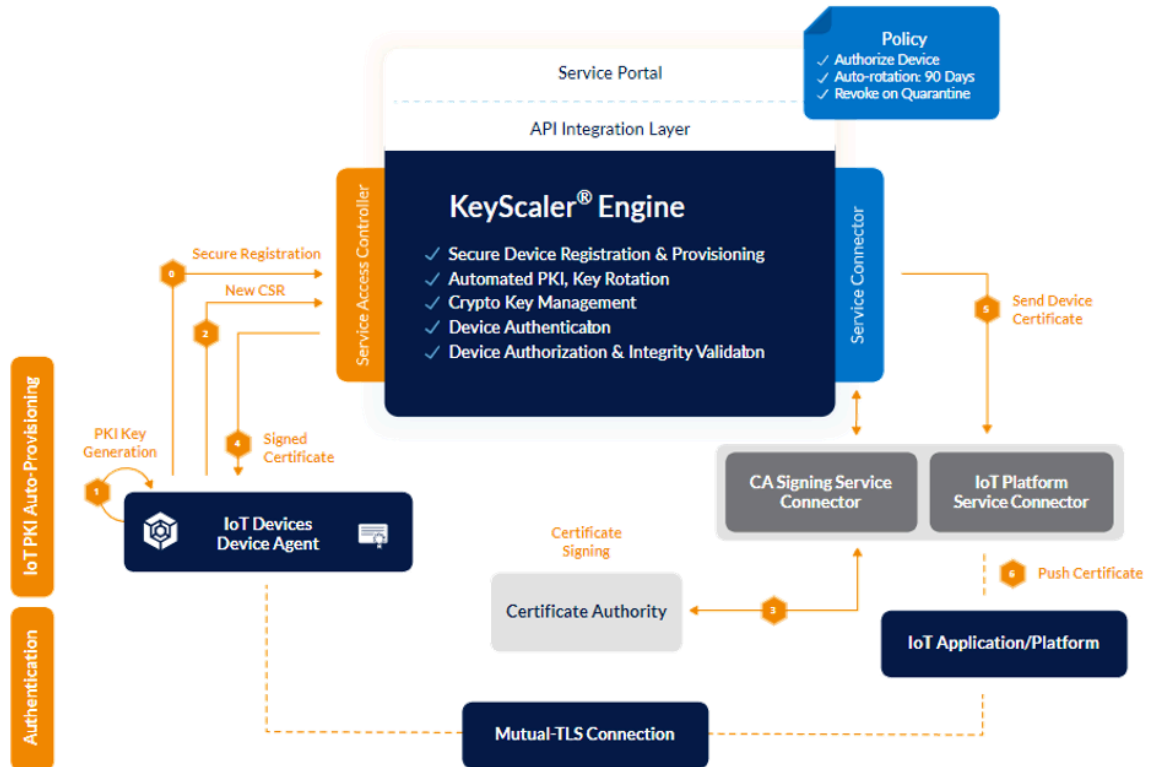 Service Portal
API Integration Layer
Policy
✓ Authorize Device
✓ Auto-rotation: 90 Days
✓ Revoke on Quarantine
Service Access Controller
KeyScaler® Engine
✓ Secure Device Registration & Provisioning
✓ Automated PKI, Key Rotation
✓ Crypto Key Management
✓ Device Authenticaton
✓ Device Authorization & Integrity Validaton
Service Connector
Secure Registration
0
New CSR
2
4
Signed
Certificate
PKI Key
Generation
1
IoT Devices
Device Agent
IoT PKI Auto-Provisioning
Authentication
5
Send Device
Certificate
CA Signing Service
Connector
IoT Platform
Service Connector
Certificate
Signing
Certificate Authority
3
6
Push Certificate
IoT Application/Platform
Mutual-TLS Connection